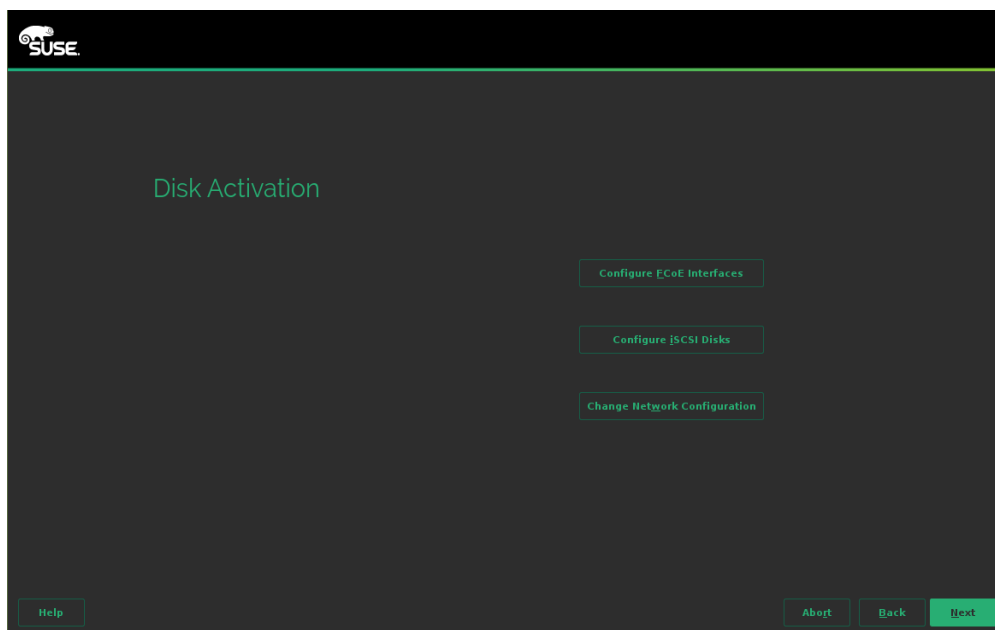 SUSE.
Disk Activation
Configure FCoE Interfaces
Configure iSCSI Disks
Change Network Configuration
Help
Abort
Back
Next